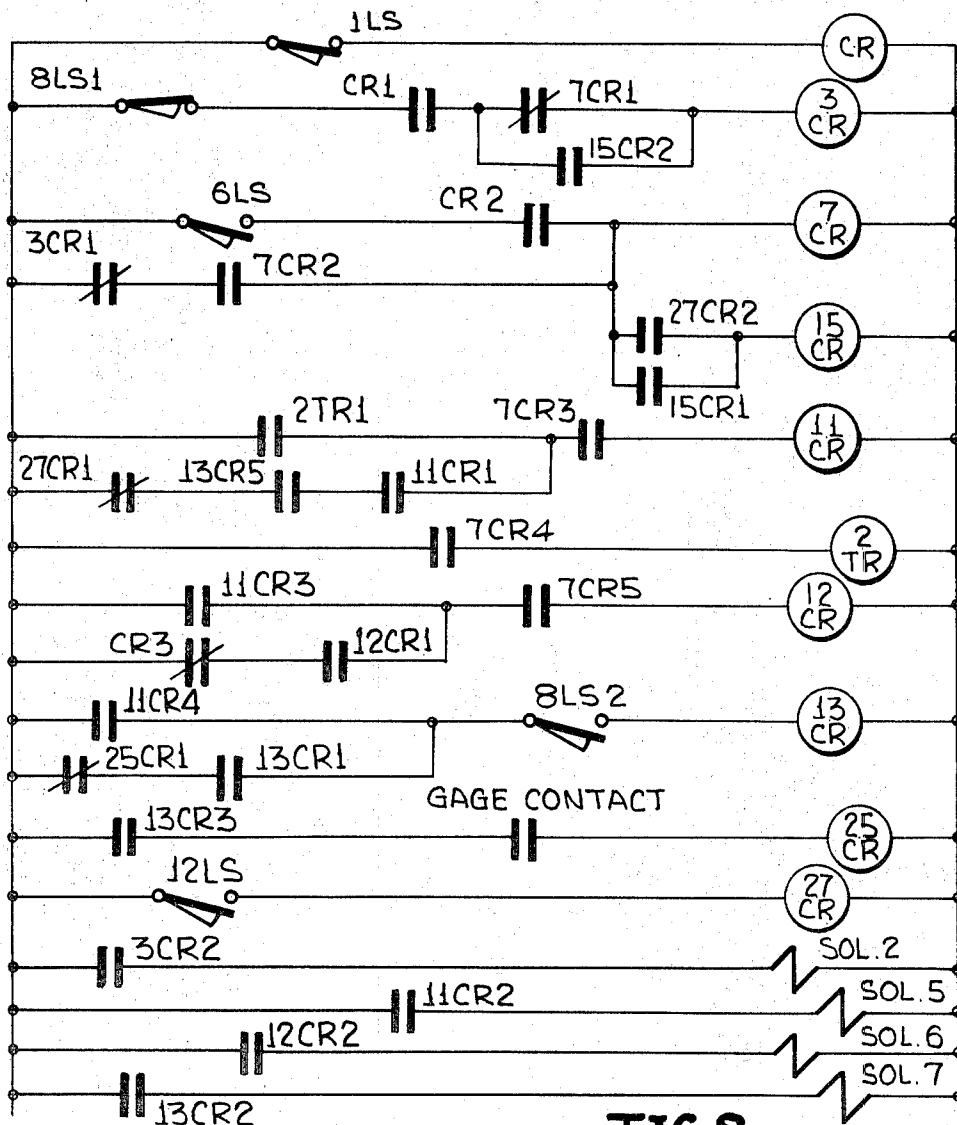 1LS
CR
8LS1
CR1
7CR1
3
CR
15CR2
6LS
CR2
7
CR
3CR1
7CR2
27CR2
15
CR
15CR1
2TR1
7CR3
11
CR
27CR1
13CR5
11CR1
7CR4
2
TR
11CR3
7CR5
12
CR
CR3
12CR1
11CR4
8LS2
13
CR
25CR1
13CR1
GAGE CONTACT
13CR3
25
CR
12LS
27
CR
3CR2
SOL.2
11CR2
SOL.5
12CR2
SOL.6
13CR2
SOL.7